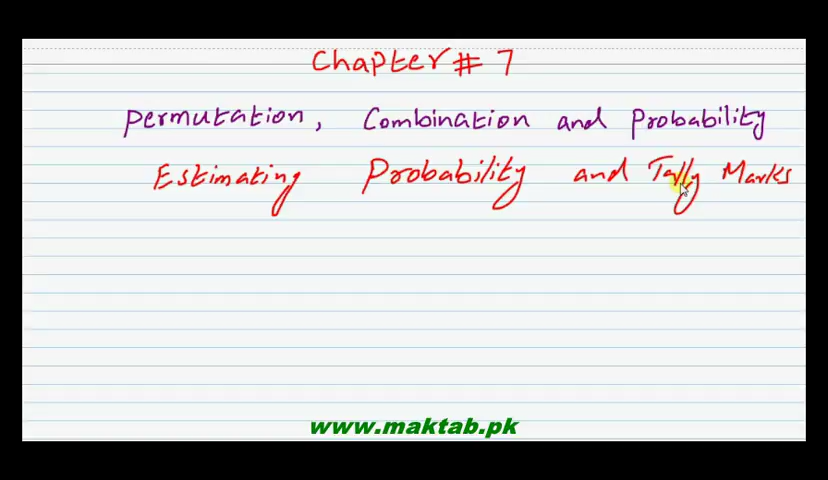 Chapter # 7
Permutation, Combination and Probability
Estimating Probability and Tally Marks
www.maktab.pk